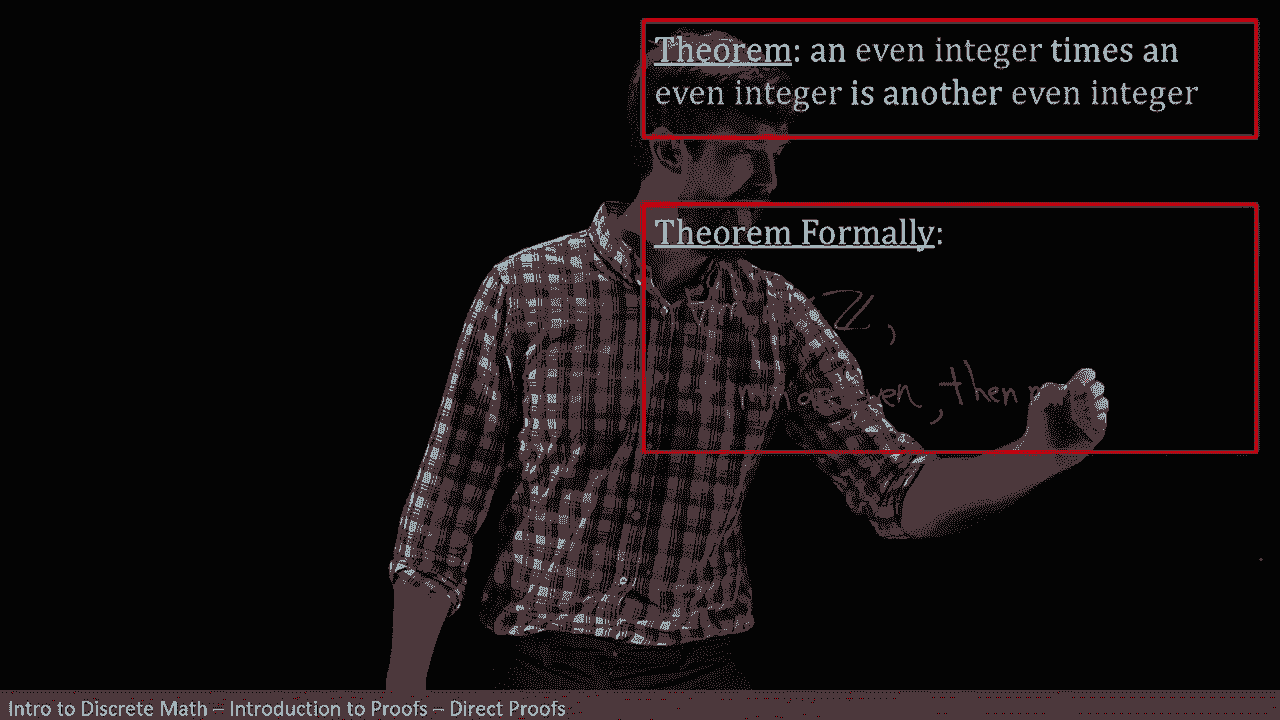 Theorem: an even integer times an
even integer is another even integer
Theorem Formally:
ℤ,
then
Intro to Discrete Math – Introduction to Proofs – Direct Proofs